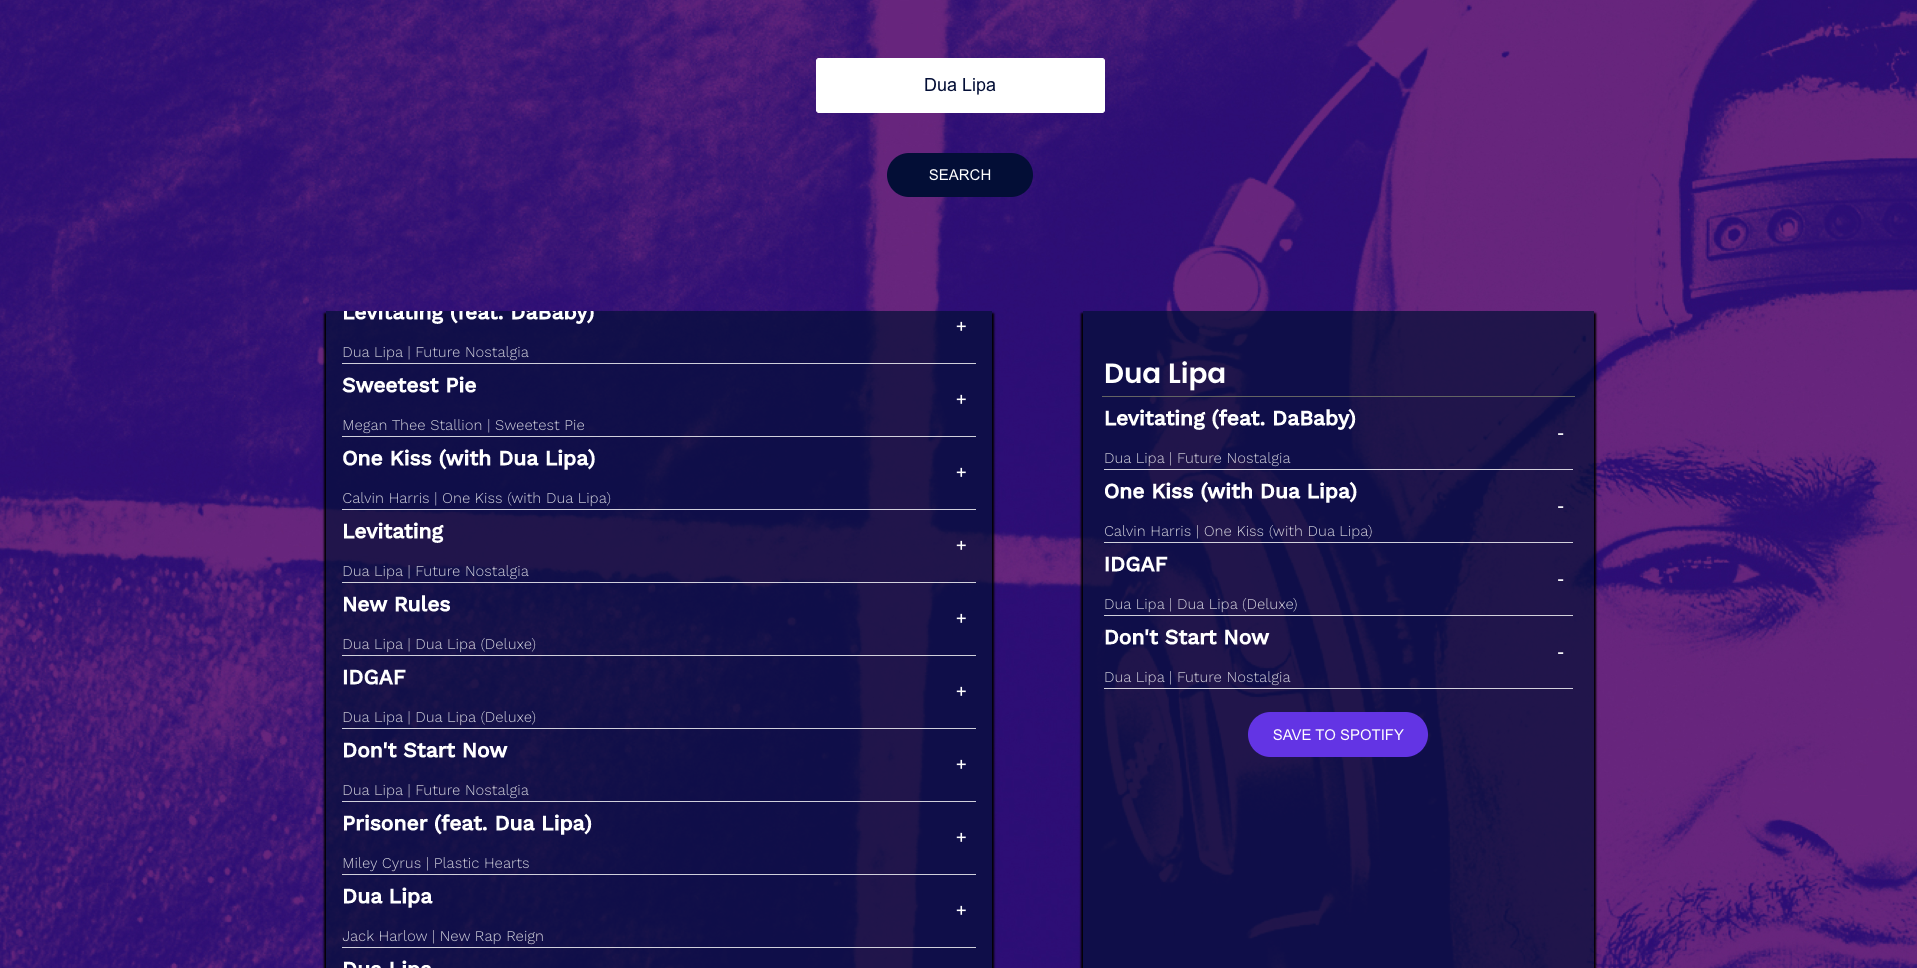 Dua Lipa
SEARCH
Levitating (feat. DaBaby)
+
Dua Lipa | Future Nostalgia
Sweetest Pie
+
Megan Thee Stallion | Sweetest Pie
One Kiss (with Dua Lipa)
+
Calvin Harris | One Kiss (with Dua Lipa)
Levitating
+
Dua Lipa | Future Nostalgia
New Rules
+
Dua Lipa | Dua Lipa (Deluxe)
IDGAF
+
Dua Lipa | Dua Lipa (Deluxe)
Don't Start Now
+
Dua Lipa | Future Nostalgia
Prisoner (feat. Dua Lipa)
+
Miley Cyrus | Plastic Hearts
Dua Lipa
+
Jack Harlow | New Rap Reign
Dua Lipa
Dua Lipa
Levitating (feat. DaBaby)
-
Dua Lipa | Future Nostalgia
One Kiss (with Dua Lipa)
-
Calvin Harris | One Kiss (with Dua Lipa)
IDGAF
-
Dua Lipa | Dua Lipa (Deluxe)
Don't Start Now
-
Dua Lipa | Future Nostalgia
SAVE TO SPOTIFY